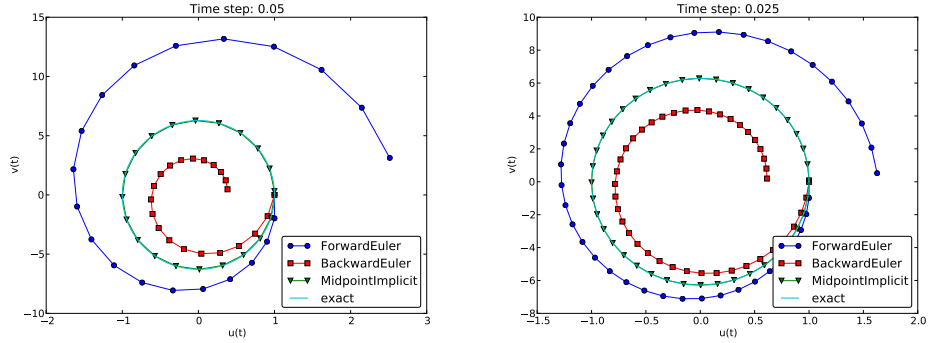 Time step: 0.05
15
10
5
0
−5
−10
v(t)
−2
−1
0
1
2
3
u(t)
ForwardEuler
BackwardEuler
MidpointImplicit
exact
Time step: 0.025
10
8
6
4
2
0
−2
−4
−6
−8
v(t)
−1.5
−1.0
−0.5
0.0
0.5
1.0
1.5
2.0
u(t)
ForwardEuler
BackwardEuler
MidpointImplicit
exact